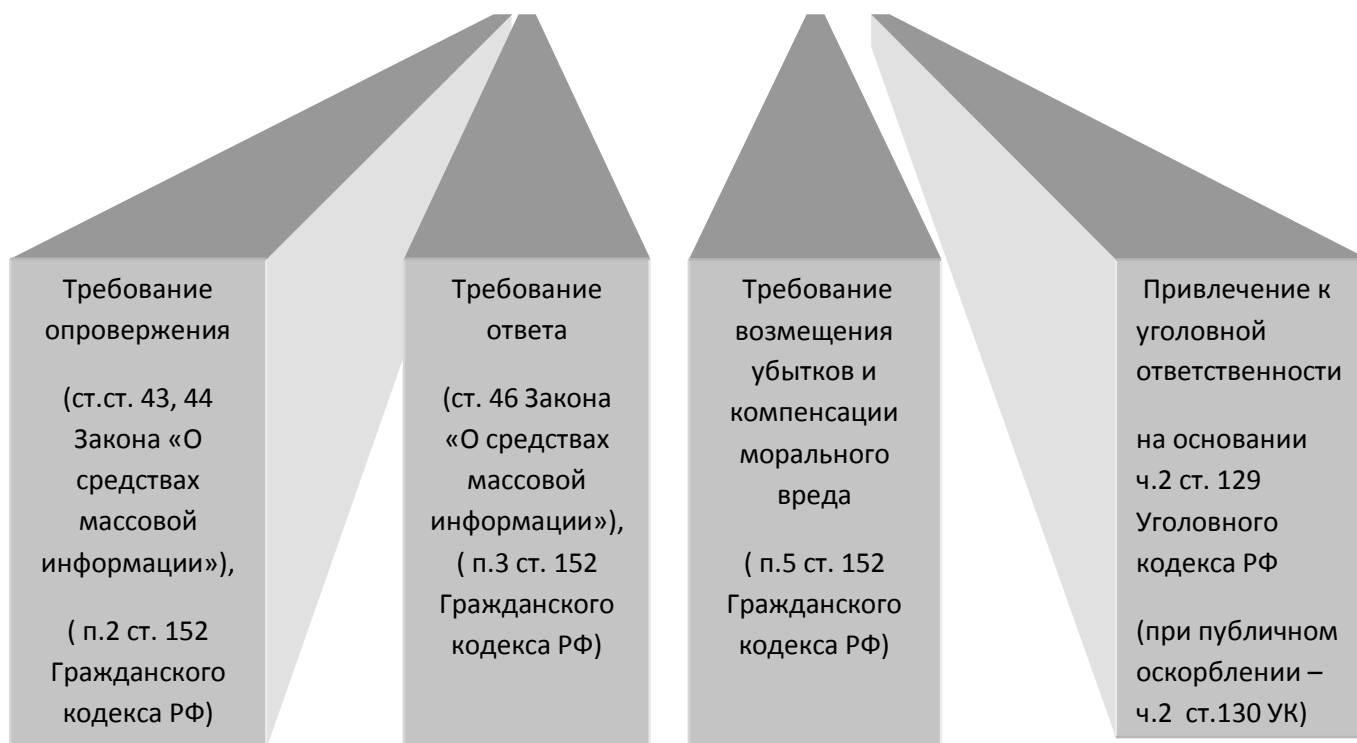 Требование
опровержения
(ст.ст. 43, 44
Закона «О
средствах
массовой
информации»),
( п.2 ст. 152
Гражданского
кодекса РФ)
Требование
ответа
(ст. 46 Закона
«О средствах
массовой
информации»),
( п.3 ст. 152
Гражданского
кодекса РФ)
Требование
возмещения
убытков и
компенсации
морального
вреда
( п.5 ст. 152
Гражданского
кодекса РФ)
Привлечение к
уголовной
ответственности
на основании
ч.2 ст. 129
Уголовного
кодекса РФ
(при публичном
оскорблении –
ч.2 ст.130 УК)